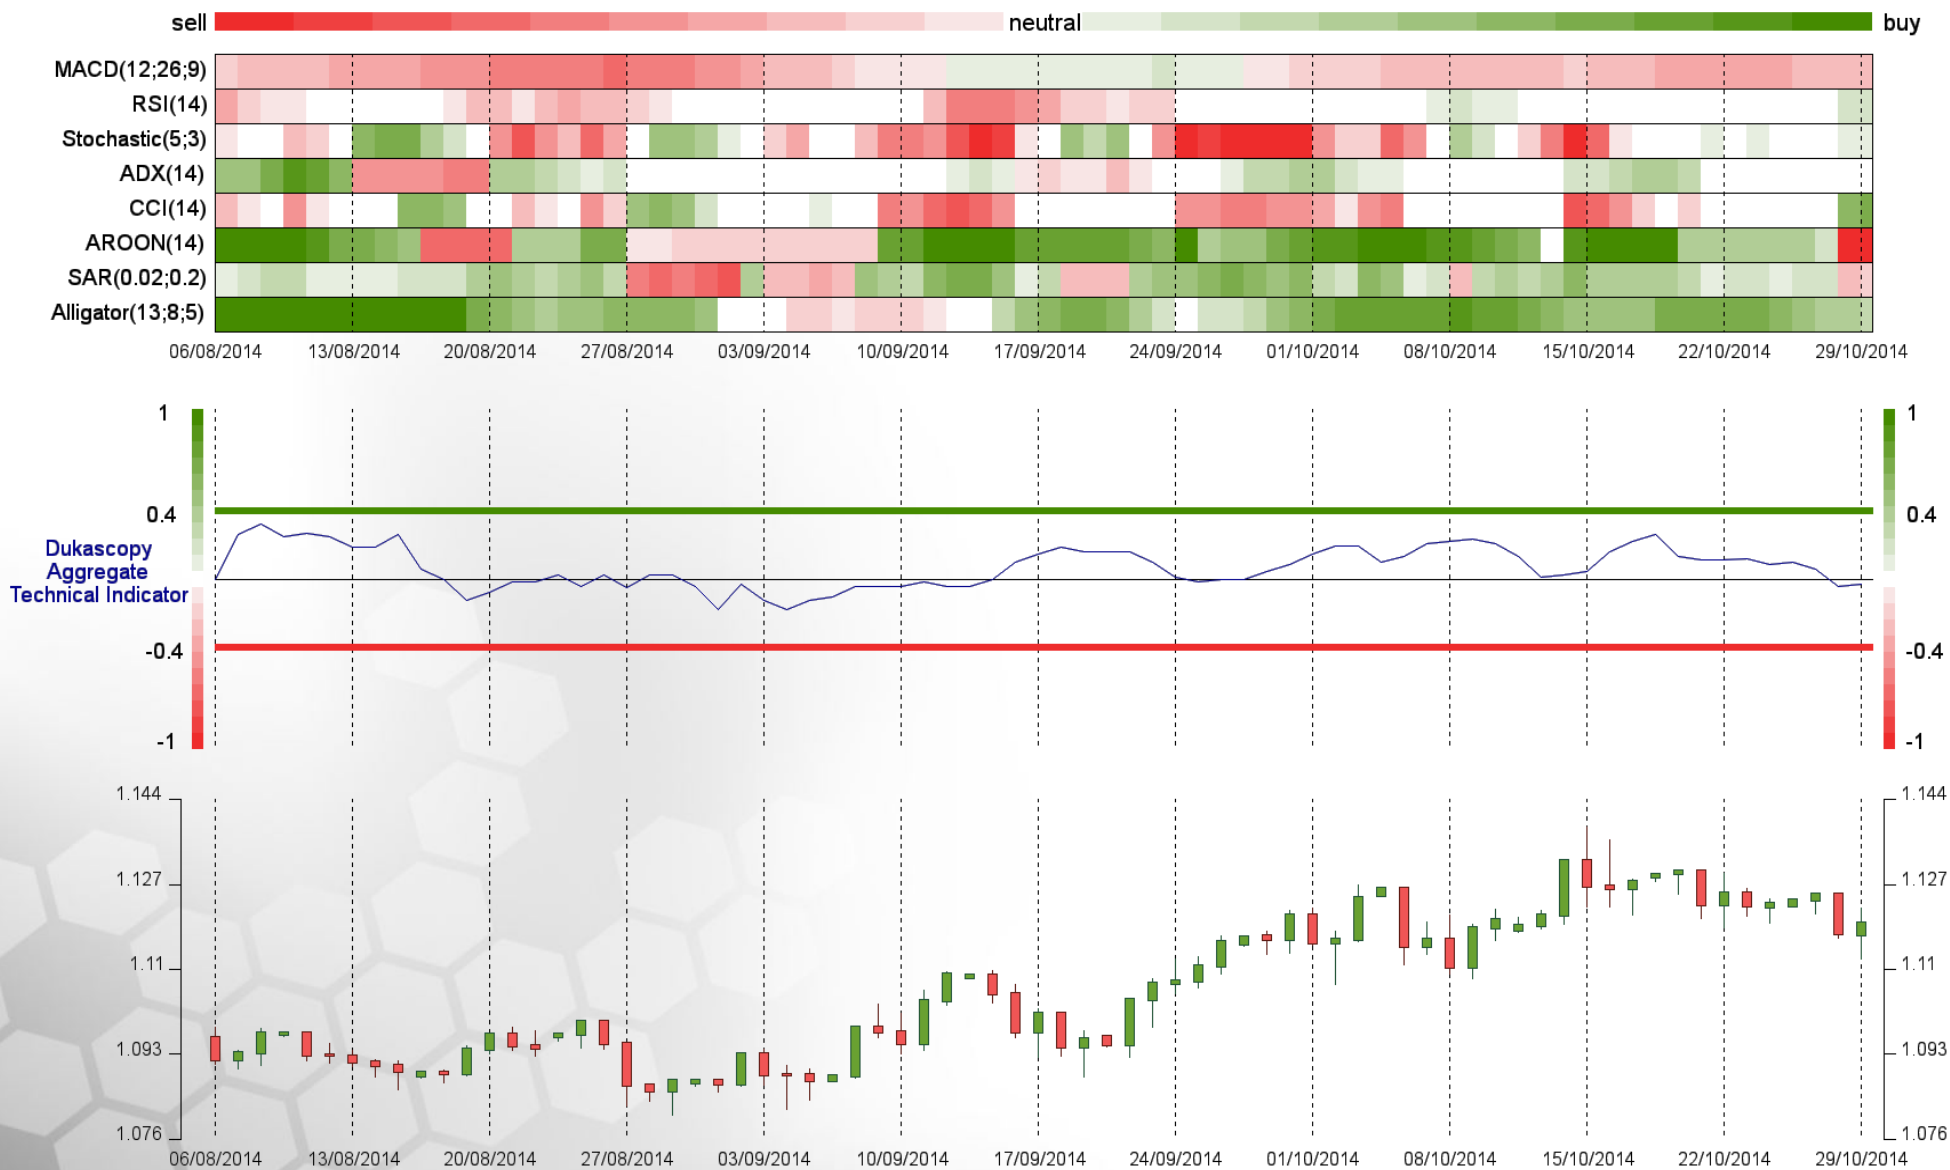 sell neutral buy
MACD(12;26;9)
RSI(14)
Stochastic(5;3)
ADX(14)
CCI(14)
AROON(14)
SAR(0.02;0.2)
Alligator(13;8;5)
06/08/2014 13/08/2014 20/08/2014 27/08/2014 03/09/2014 10/09/2014 17/09/2014 24/09/2014 01/10/2014 08/10/2014 15/10/2014 22/10/2014 29/10/2014
1 1
0.4 0.4
Dukascopy
Aggregate
Technical Indicator
-0.4 -0.4
-1 -1
1.144 1.144
1.127 1.127
1.11 1.11
1.093 1.093
1.076 1.076
06/08/2014 13/08/2014 20/08/2014 27/08/2014 03/09/2014 10/09/2014 17/09/2014 24/09/2014 01/10/2014 08/10/2014 15/10/2014 22/10/2014 29/10/2014